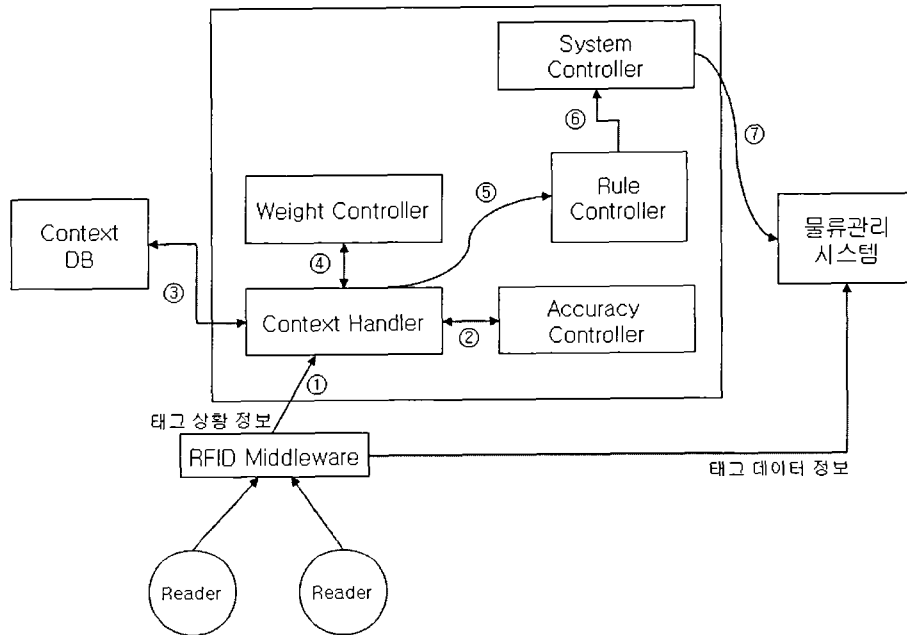 System
Controller
⑥
⑦
Weight Controller
⑤
Rule
Controller
Context
DB
물류관리
시스템
④
③
Context Handler
②
Accuracy
Controller
①
태그 상황 정보
RFID Middleware
태그 데이터 정보
Reader
Reader